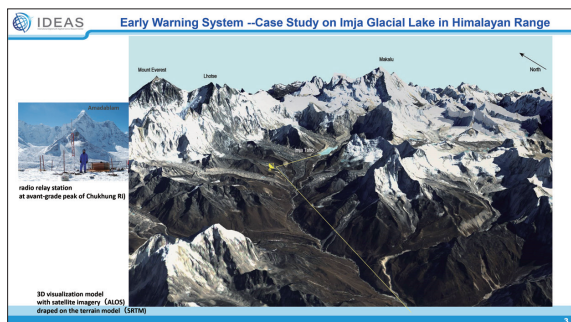 IDEAS
Early Warning System --Case Study on Imja Glacial Lake in Himalayan Range
Makalu
North
Mount Everest
Lhotse
Amadablam
Imja Tsho
radio relay station
at avant-grade peak of Chukhung Ri)
3D visualization model
with satellite imagery (ALOS)
draped on the terrain model (SRTM)
3